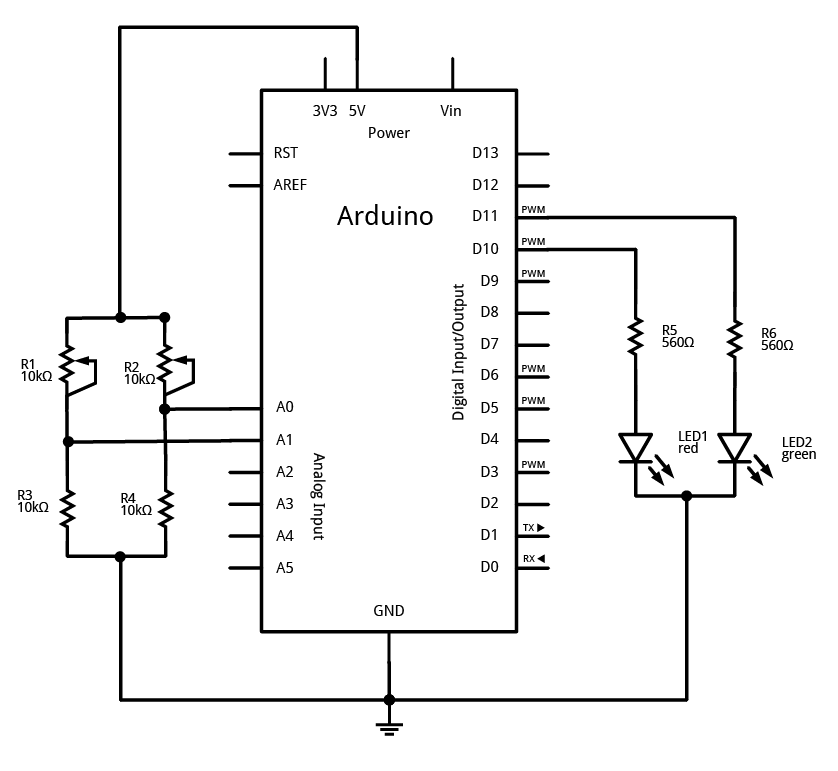 3V3 5V Vin
Power
RST D13
AREF D12
Arduino
D11 PWM
D10 PWM
D9 PWM
D8
D7
D6 PWM
D5 PWM
D4
D3 PWM
D2
D1 TX ►
D0 RX ◄
Digital Input/Output
A0
A1
A2
A3
A4
A5
Analog Input
GND
R1
10kΩ
R2
10kΩ
R3
10kΩ
R4
10kΩ
R5
560Ω
R6
560Ω
LED1
red
LED2
green